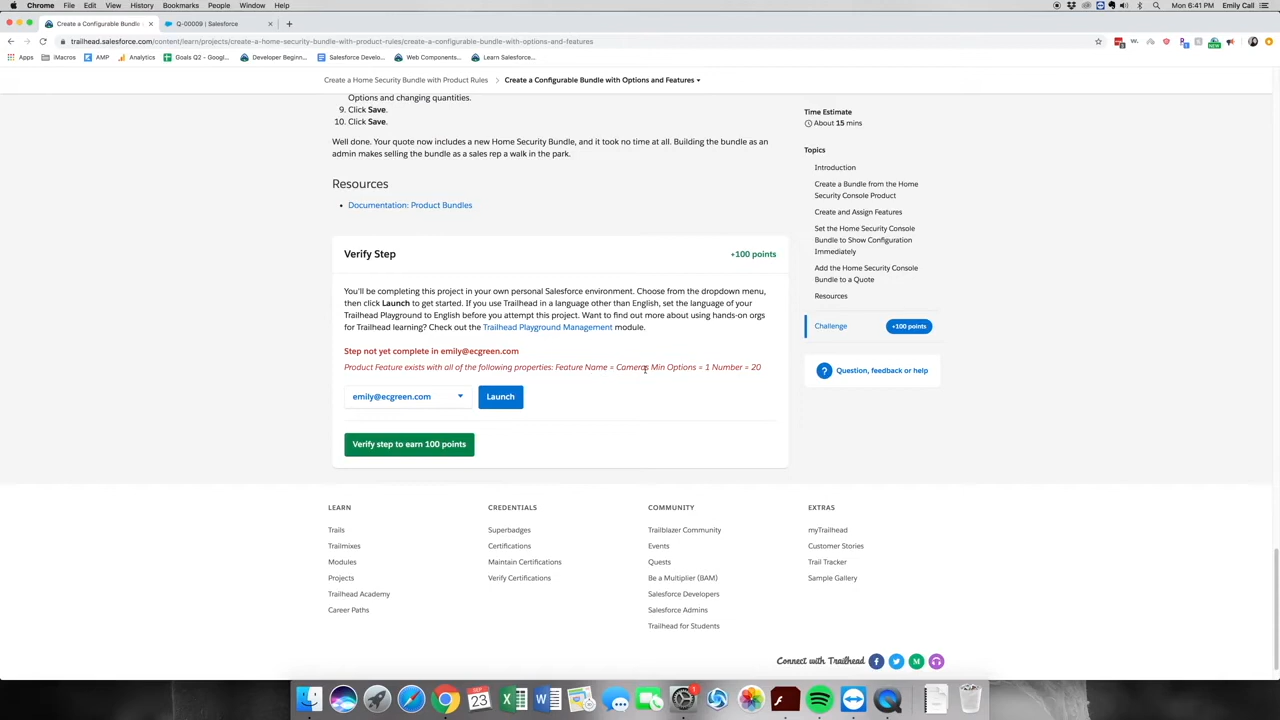 Chrome File Edit View History Bookmarks People Window Help
Mon 6:41 PM Emily Call
Create a Configurable Bundle
Q-00009 | Salesforce
trailhead.salesforce.com/content/learn/projects/create-a-home-security-bundle-with-product-rules/create-a-configurable-bundle-with-options-and-features
Apps iMacros AMP Analytics Goals Q2 – Googl... Developer Beginn... Salesforce Develo... Web Components... Learn Salesforce...
Create a Home Security Bundle with Product Rules > Create a Configurable Bundle with Options and Features
Options and changing quantities.
9. Click Save.
10. Click Save.
Well done. Your quote now includes a new Home Security Bundle, and it took no time at all. Building the bundle as an
admin makes selling the bundle as a sales rep a walk in the park.
Resources
• Documentation: Product Bundles
Verify Step
+100 points
You'll be completing this project in your own personal Salesforce environment. Choose from the dropdown menu,
then click Launch to get started. If you use Trailhead in a language other than English, set the language of your
Trailhead Playground to English before you attempt this project. Want to find out more about using hands-on orgs
for Trailhead learning? Check out the Trailhead Playground Management module.
Step not yet complete in emily@ecgreen.com
Product Feature exists with all of the following properties: Feature Name = Cameras Min Options = 1 Number = 20
emily@ecgreen.com
Launch
Verify step to earn 100 points
Time Estimate
About 15 mins
Topics
Introduction
Create a Bundle from the Home
Security Console Product
Create and Assign Features
Set the Home Security Console
Bundle to Show Configuration
Immediately
Add the Home Security Console
Bundle to a Quote
Resources
Challenge
+100 points
? Question, feedback or help
LEARN
Trails
Trailmixes
Modules
Projects
Trailhead Academy
Career Paths
CREDENTIALS
Superbadges
Certifications
Maintain Certifications
Verify Certifications
COMMUNITY
Trailblazer Community
Events
Quests
Be a Multiplier (BAM)
Salesforce Developers
Salesforce Admins
Trailhead for Students
EXTRAS
myTrailhead
Customer Stories
Trail Tracker
Sample Gallery
Connect with Trailhead
SEP
23
1